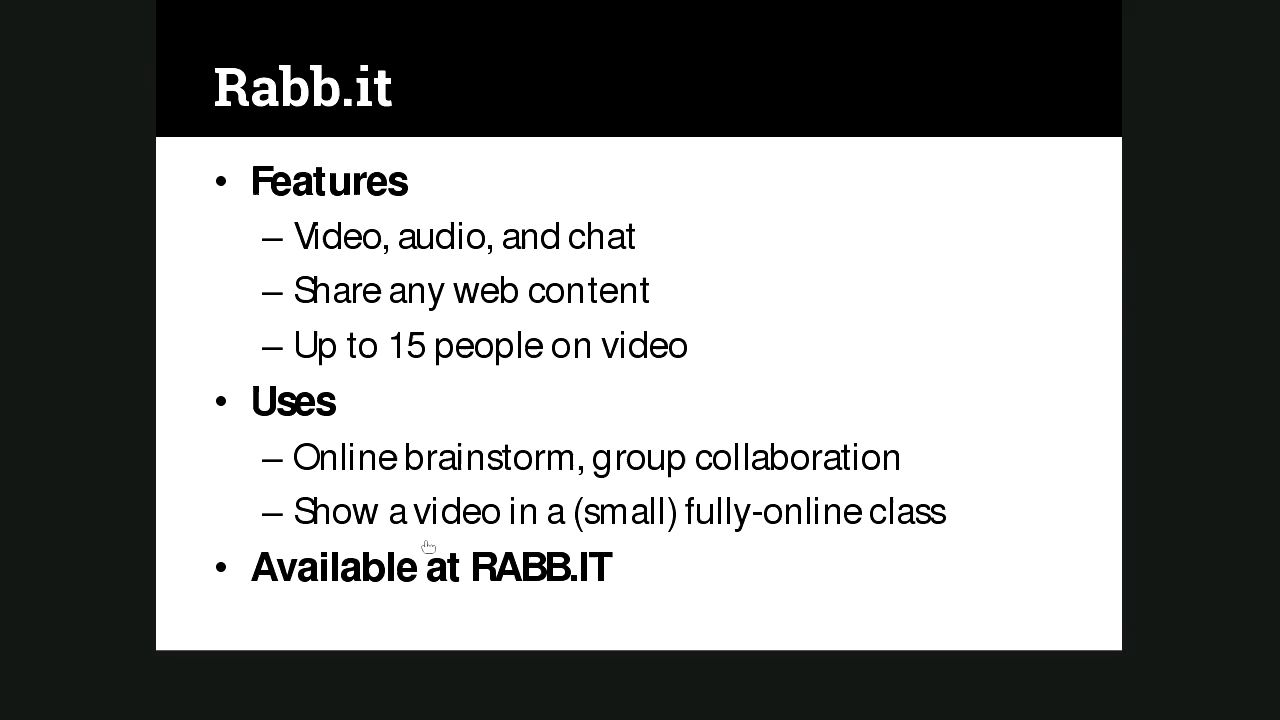 Rabb.it
• Features
– Video, audio, and chat
– Share any web content
– Up to 15 people on video
• Uses
– Online brainstorm, group collaboration
– Show a video in a (small) fully-online class
• Available at RABB.IT